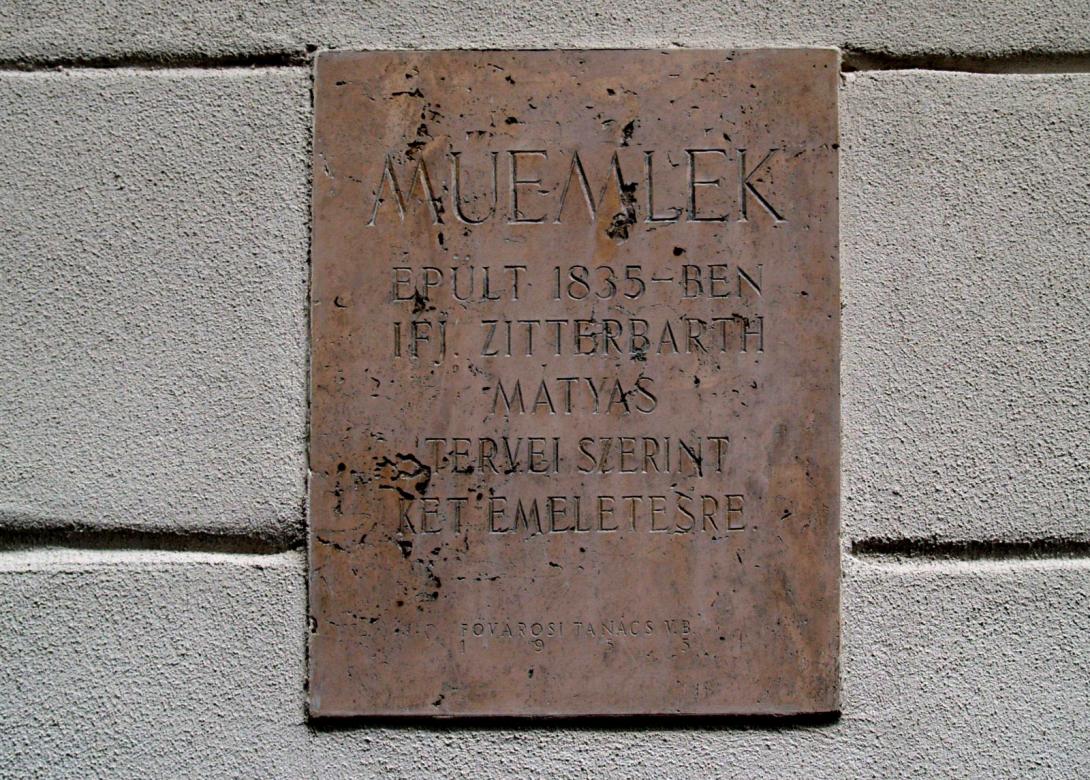 MŰEMLÉK
ÉPÜLT 1835-BEN
IFJ. ZITTERBARTH
MÁTYÁS
TERVEI SZERINT
KÉT EMELETESRE
FŐVÁROSI TANÁCS V.B.
1955